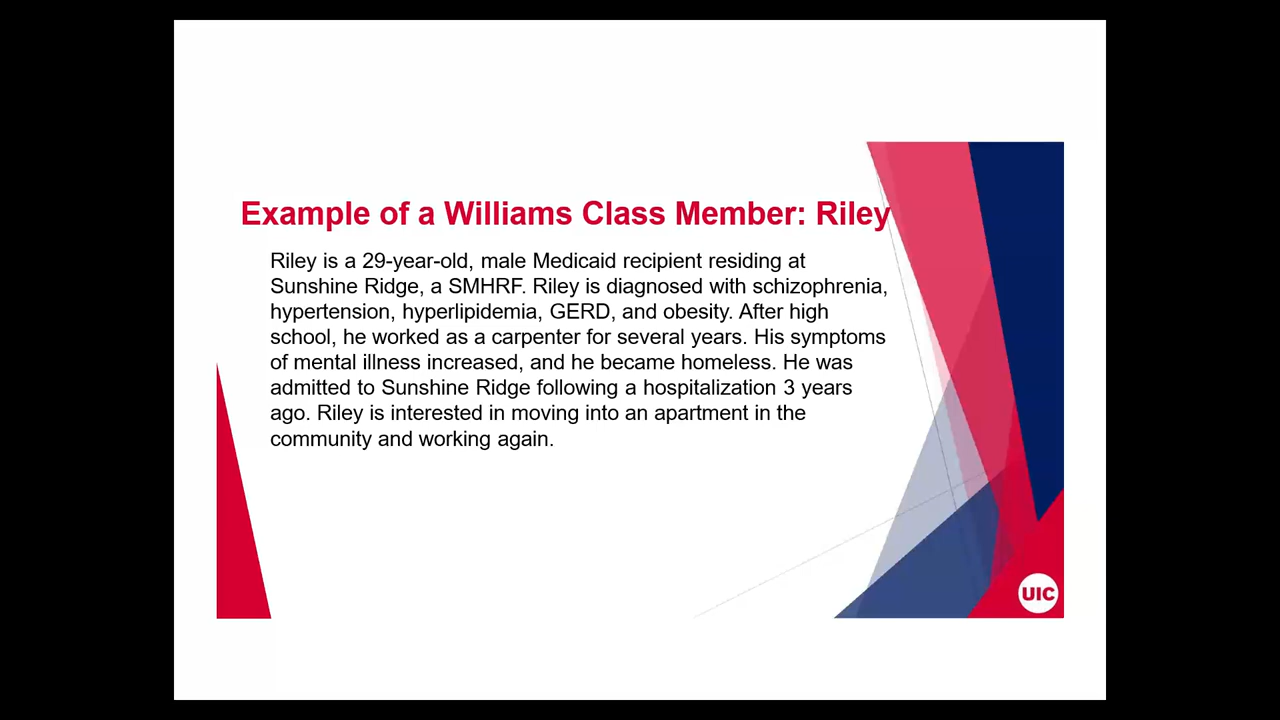 Example of a Williams Class Member: Riley
Riley is a 29-year-old, male Medicaid recipient residing at
Sunshine Ridge, a SMHRF. Riley is diagnosed with schizophrenia,
hypertension, hyperlipidemia, GERD, and obesity. After high
school, he worked as a carpenter for several years. His symptoms
of mental illness increased, and he became homeless. He was
admitted to Sunshine Ridge following a hospitalization 3 years
ago. Riley is interested in moving into an apartment in the
community and working again.
UIC